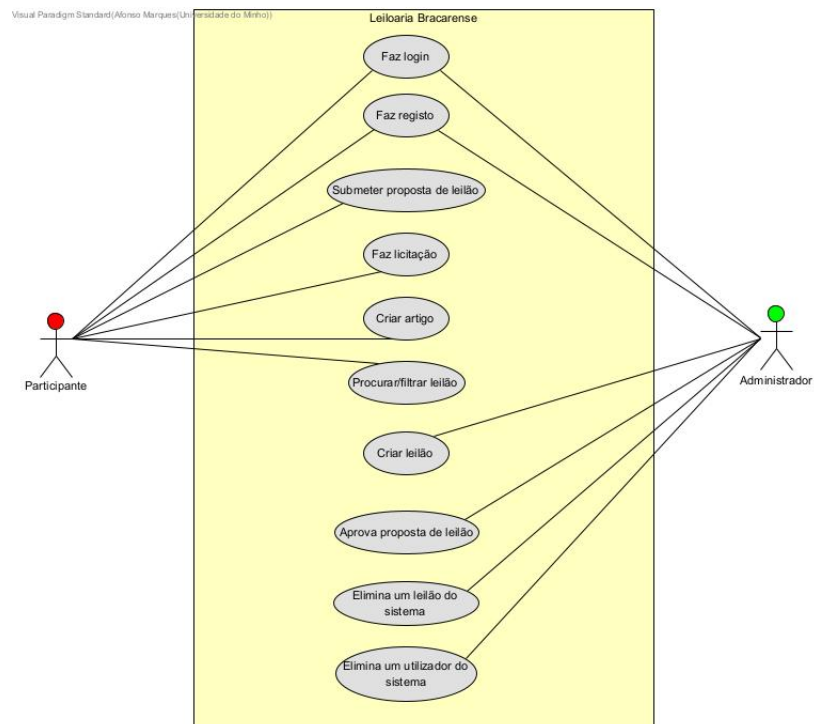 Visual Paradigm Standard(Afonso Marques(Universidade do Minho))
Leiloaria Bracarense
Faz login
Faz registo
Submeter proposta de leilão
Faz licitação
Criar artigo
Participante
Procurar/filtrar leilão
Administrador
Criar leilão
Aprova proposta de leilão
Elimina um leilão do
sistema
Elimina um utilizador do
sistema